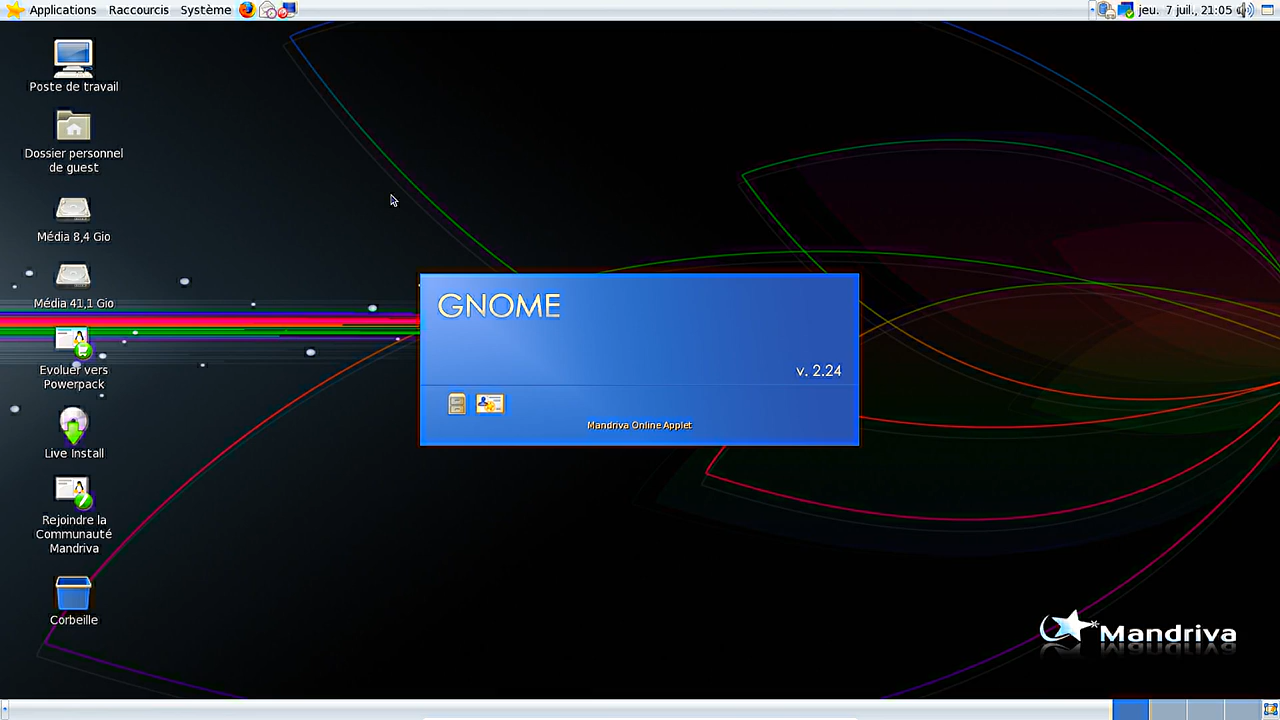 Applications Raccourcis Système jeu. 7 juil., 21:05
Poste de travail
Dossier personnel
de guest
Média 8,4 Gio
Média 41,1 Gio
Evoluer vers
Powerpack
Live Install
Rejoindre la
Communauté
Mandriva
Corbeille
GNOME
v. 2.24
Mandriva Online Applet
Mandriva